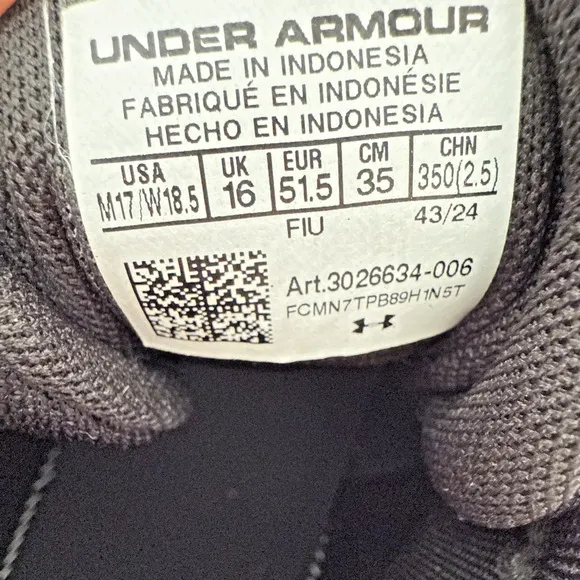 UNDER ARMOUR
MADE IN INDONESIA
FABRIQUÉ EN INDONÉSIE
HECHO EN INDONESIA
USA UK EUR CM CHN
M17/W18.5 16 51.5 35 350(2.5)
FIU 43/24
Art.3026634-006
FCMN7TPB89H1N5T